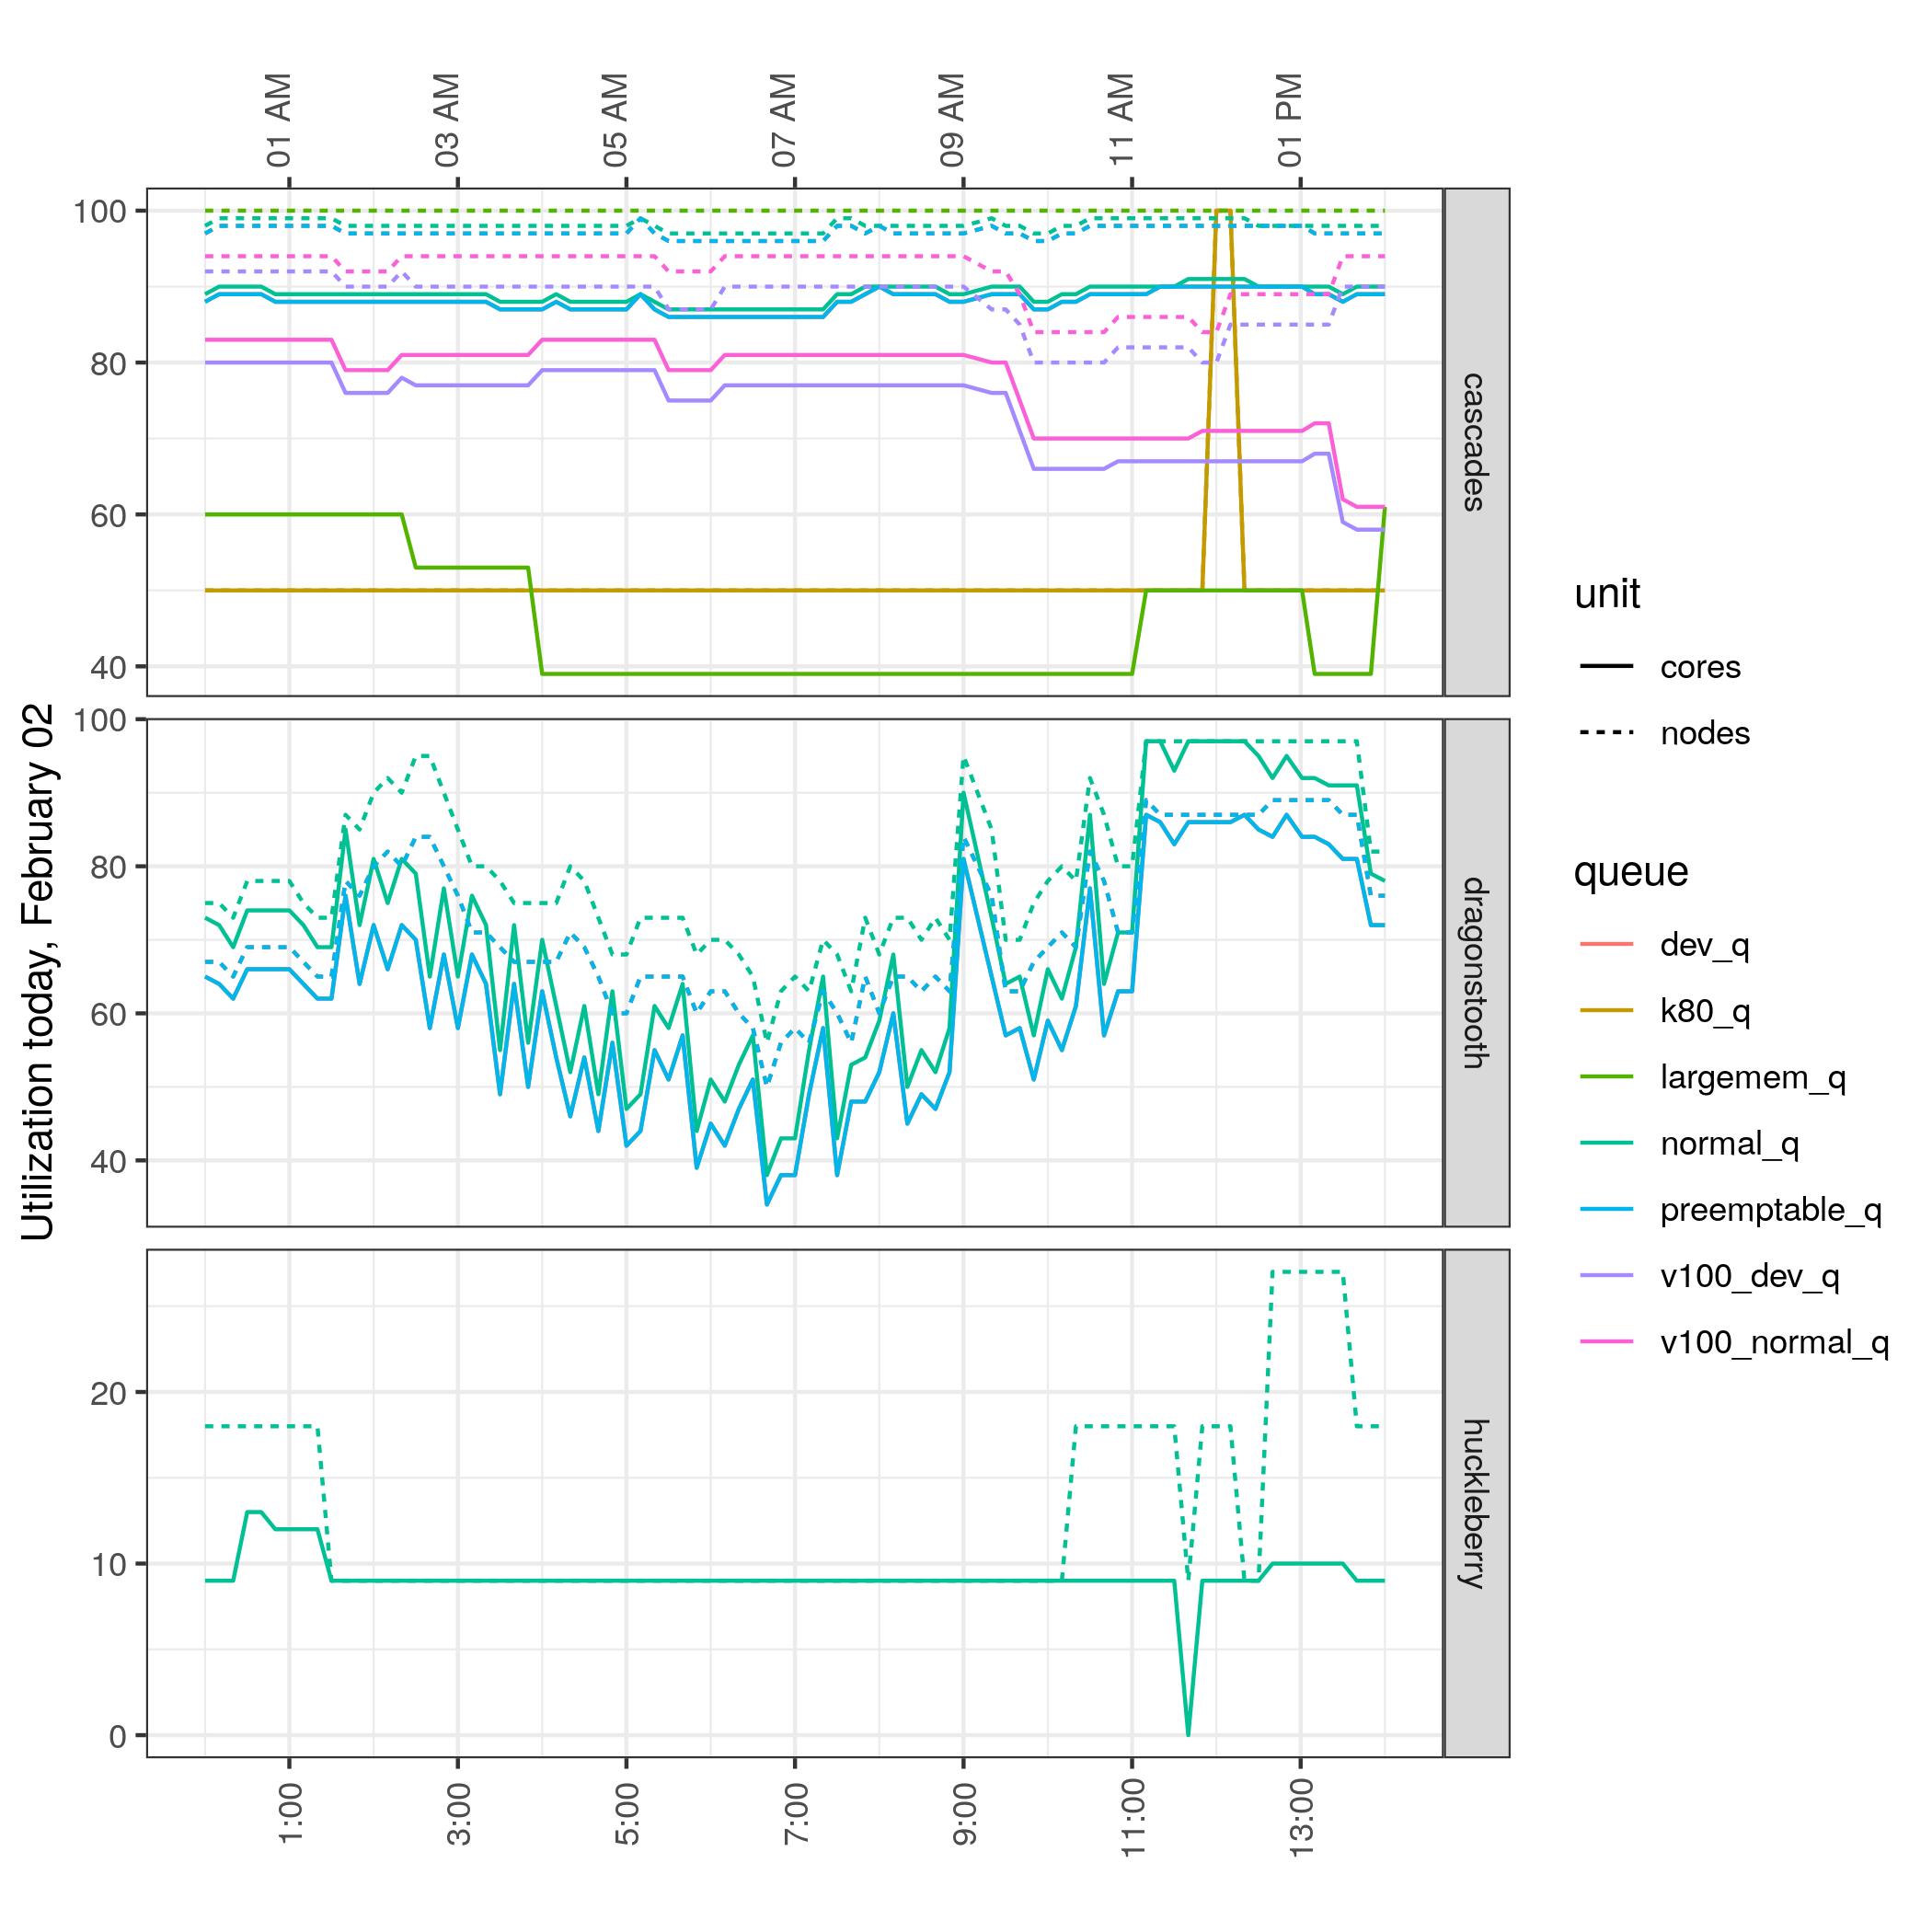 01 AM
03 AM
05 AM
07 AM
09 AM
11 AM
01 PM
Utilization today, February 02
100
80
60
40
cascades
100
80
60
40
dragonstooth
20
10
0
huckleberry
1:00
3:00
5:00
7:00
9:00
11:00
13:00
unit
cores
nodes
queue
dev_q
k80_q
largemem_q
normal_q
preemptable_q
v100_dev_q
v100_normal_q